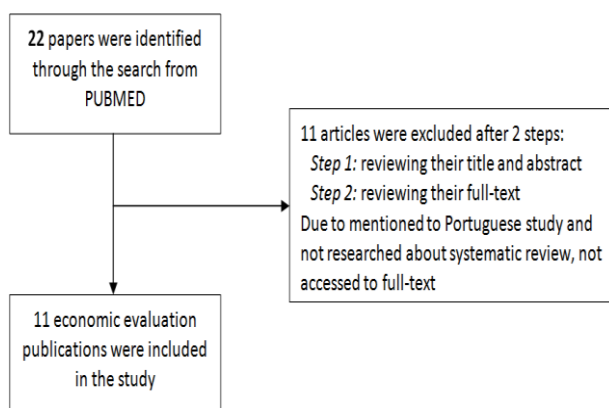 22 papers were identified
through the search from
PUBMED
11 articles were excluded after 2 steps:
Step 1: reviewing their title and abstract
Step 2: reviewing their full-text
Due to mentioned to Portuguese study and
not researched about systematic review, not
accessed to full-text
11 economic evaluation
publications were included
in the study